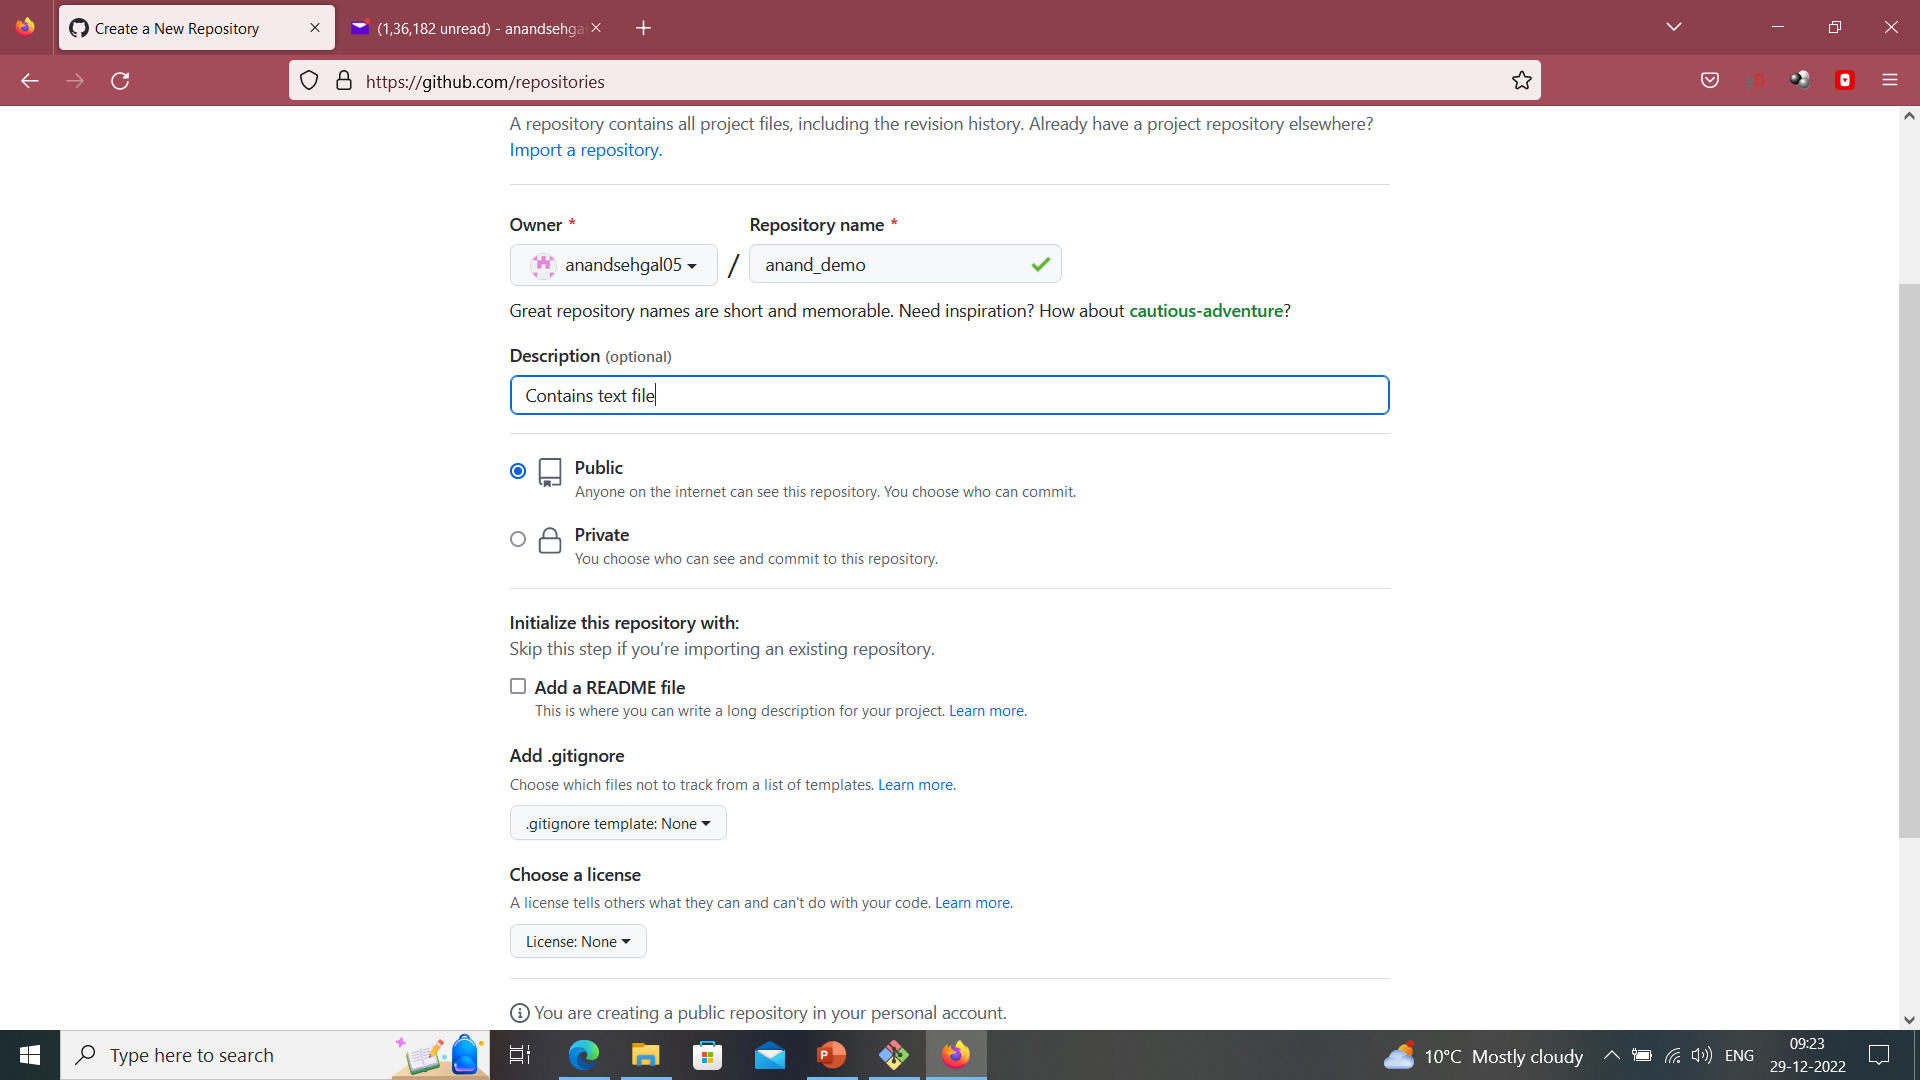 Create a New Repository
(1,36,182 unread) - anandsehga
https://github.com/repositories
A repository contains all project files, including the revision history. Already have a project repository elsewhere?
Import a repository.
Owner *
Repository name *
anandsehgal05
/
anand_demo
Great repository names are short and memorable. Need inspiration? How about cautious-adventure?
Description (optional)
Contains text file
Public
Anyone on the internet can see this repository. You choose who can commit.
Private
You choose who can see and commit to this repository.
Initialize this repository with:
Skip this step if you’re importing an existing repository.
Add a README file
This is where you can write a long description for your project. Learn more.
Add .gitignore
Choose which files not to track from a list of templates. Learn more.
.gitignore template: None
Choose a license
A license tells others what they can and can't do with your code. Learn more.
License: None
You are creating a public repository in your personal account.
Type here to search
10°C Mostly cloudy
ENG
09:23
29-12-2022